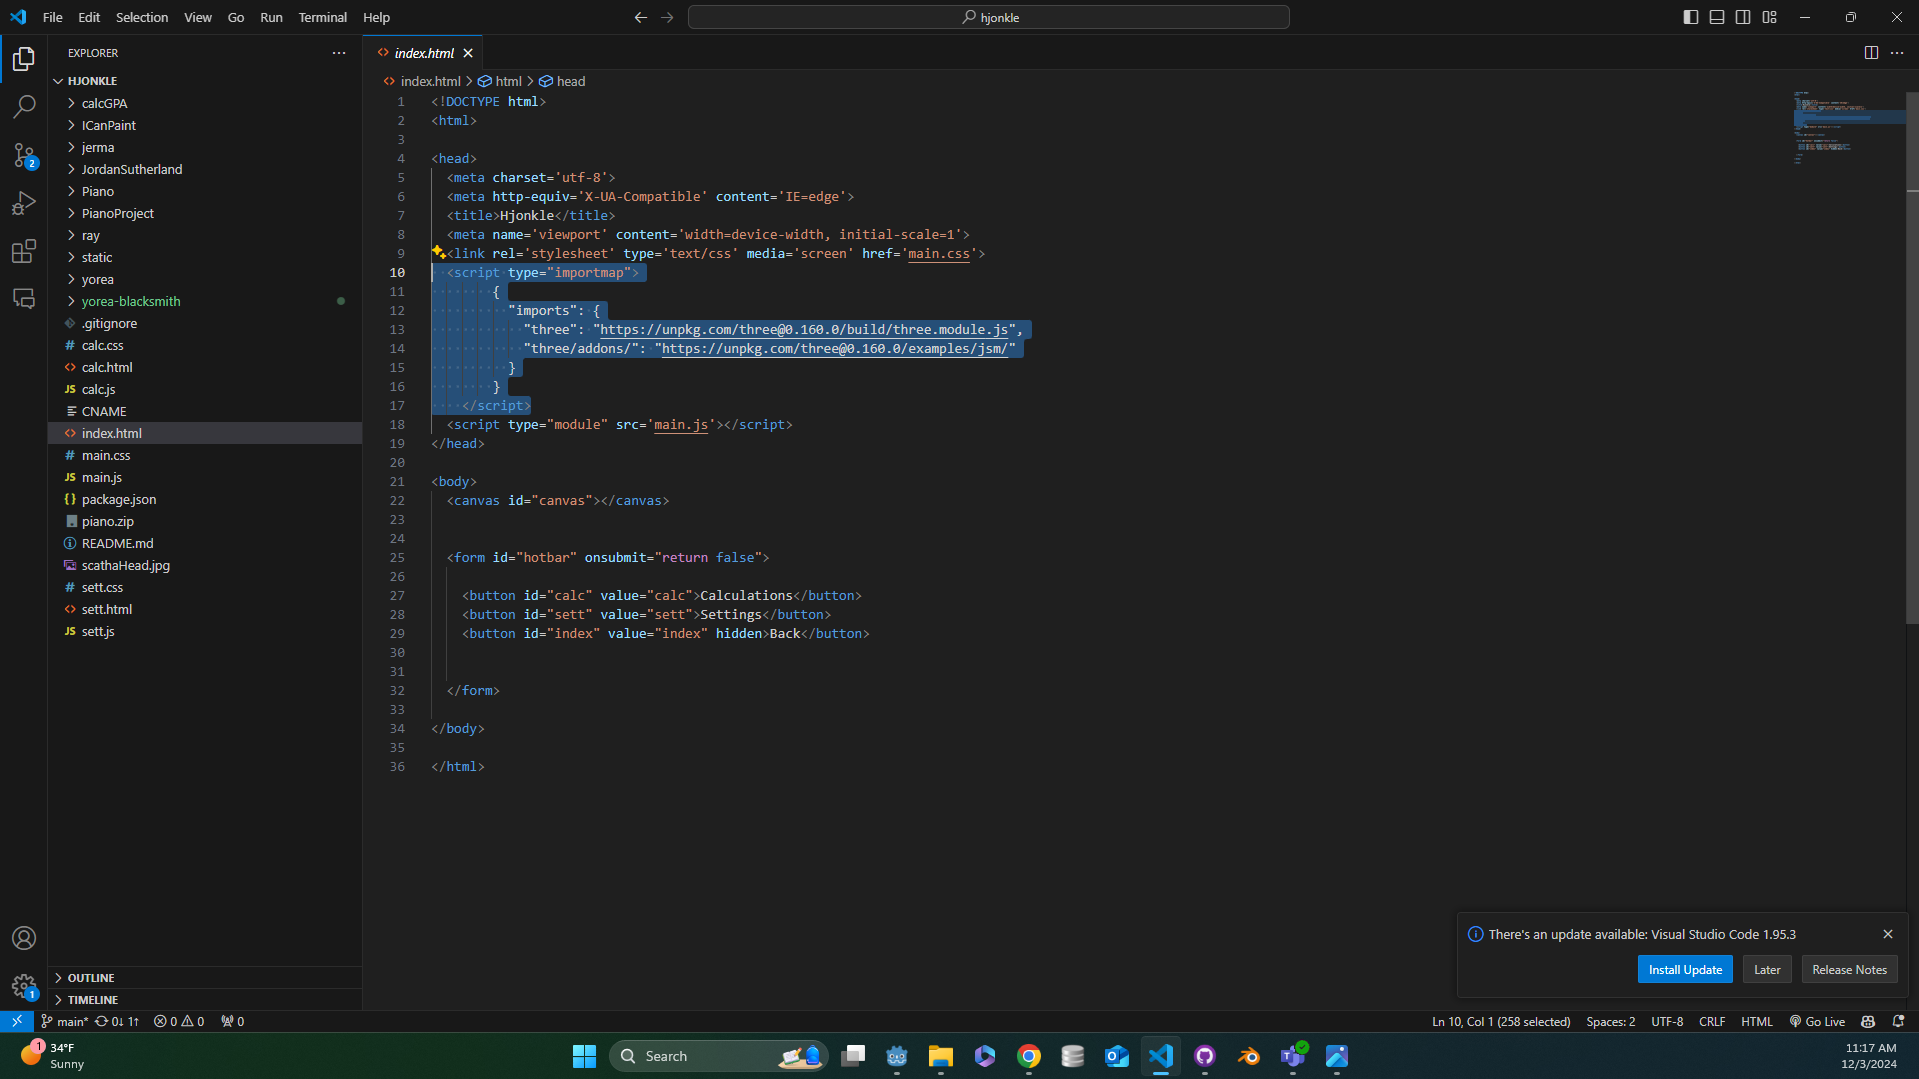 File Edit Selection View Go Run Terminal Help
hjonkle
EXPLORER
HJONKLE
calcGPA
ICanPaint
jerma
JordanSutherland
Piano
PianoProject
ray
static
yorea
yorea-blacksmith
.gitignore
calc.css
calc.html
calc.js
CNAME
index.html
main.css
main.js
package.json
piano.zip
README.md
scathaHead.jpg
sett.css
sett.html
sett.js
OUTLINE
TIMELINE
2
1
index.html
index.html > html > head
1 <!DOCTYPE html>
2 <html>
3
4 <head>
5 <meta charset='utf-8'>
6 <meta http-equiv='X-UA-Compatible' content='IE=edge'>
7 <title>Hjonkle</title>
8 <meta name='viewport' content='width=device-width, initial-scale=1'>
9 <link rel='stylesheet' type='text/css' media='screen' href='main.css'>
10 <script type="importmap">
11 {
12 "imports": {
13 "three": "https://unpkg.com/three@0.160.0/build/three.module.js",
14 "three/addons/": "https://unpkg.com/three@0.160.0/examples/jsm/"
15 }
16 }
17 </script>
18 <script type="module" src='main.js'></script>
19 </head>
20
21 <body>
22 <canvas id="canvas"></canvas>
23
24
25 <form id="hotbar" onsubmit="return false">
26
27 <button id="calc" value="calc">Calculations</button>
28 <button id="sett" value="sett">Settings</button>
29 <button id="index" value="index" hidden>Back</button>
30
31
32 </form>
33
34 </body>
35
36 </html>
There's an update available: Visual Studio Code 1.95.3
Install Update Later Release Notes
main* 0↓ 1↑ 0 0 0
Ln 10, Col 1 (258 selected) Spaces: 2 UTF-8 CRLF HTML Go Live
1
34°F
Sunny
Search
11:17 AM
12/3/2024